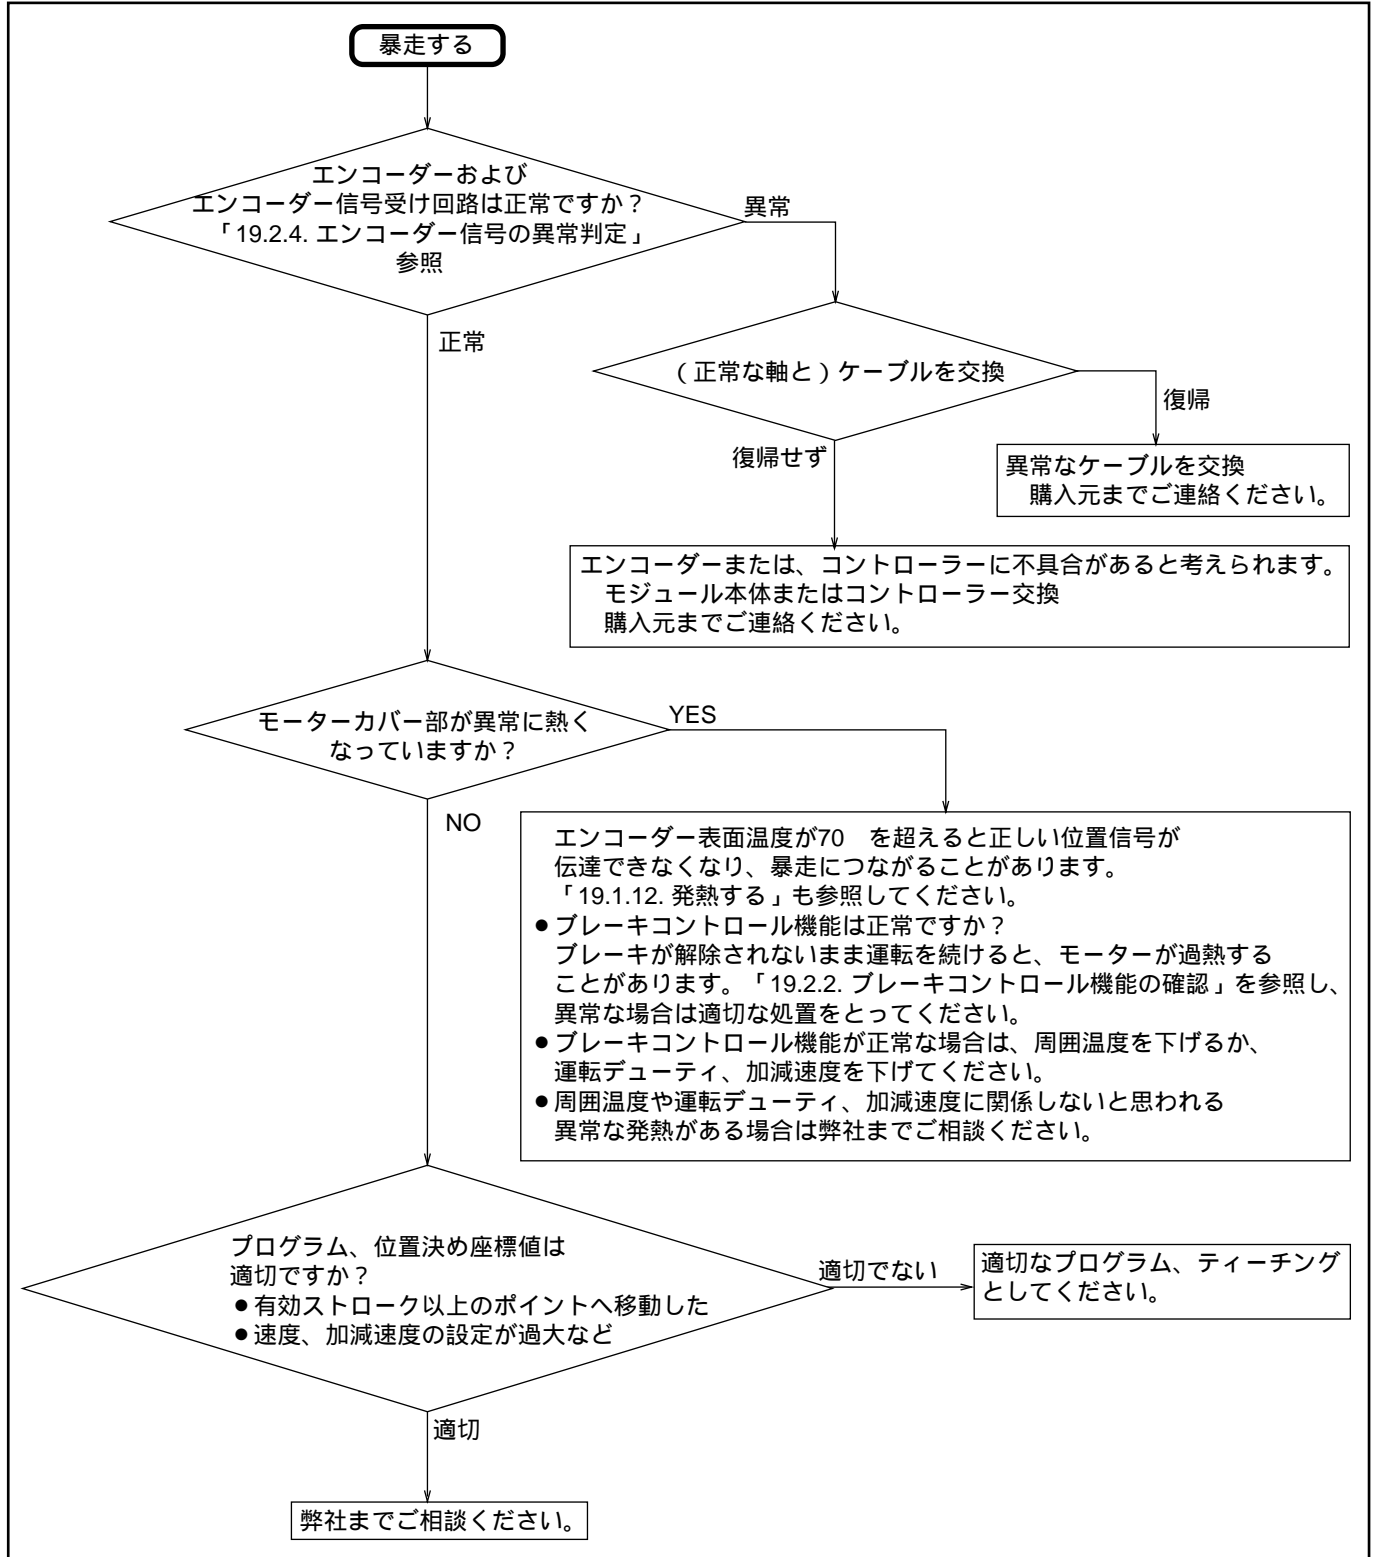 暴走する
エンコーダーおよび
エンコーダー信号受け回路は正常ですか？
「19.2.4. エンコーダー信号の異常判定」
参照
異常
正常
（正常な軸と）ケーブルを交換
復帰
復帰せず
異常なケーブルを交換
購入元までご連絡ください。
エンコーダーまたは、コントローラーに不具合があると考えられます。
モジュール本体またはコントローラー交換
購入元までご連絡ください。
モーターカバー部が異常に熱く
なっていますか？
YES
NO
エンコーダー表面温度が70　を超えると正しい位置信号が
伝達できなくなり、暴走につながることがあります。
「19.1.12. 発熱する」も参照してください。
●ブレーキコントロール機能は正常ですか？
ブレーキが解除されないまま運転を続けると、モーターが過熱する
ことがあります。「19.2.2. ブレーキコントロール機能の確認」を参照し、
異常な場合は適切な処置をとってください。
●ブレーキコントロール機能が正常な場合は、周囲温度を下げるか、
運転デューティ、加減速度を下げてください。
●周囲温度や運転デューティ、加減速度に関係しないと思われる
異常な発熱がある場合は弊社までご相談ください。
プログラム、位置決め座標値は
適切ですか？
●有効ストローク以上のポイントへ移動した
●速度、加減速度の設定が過大など
適切でない
適切なプログラム、ティーチング
としてください。
適切
弊社までご相談ください。